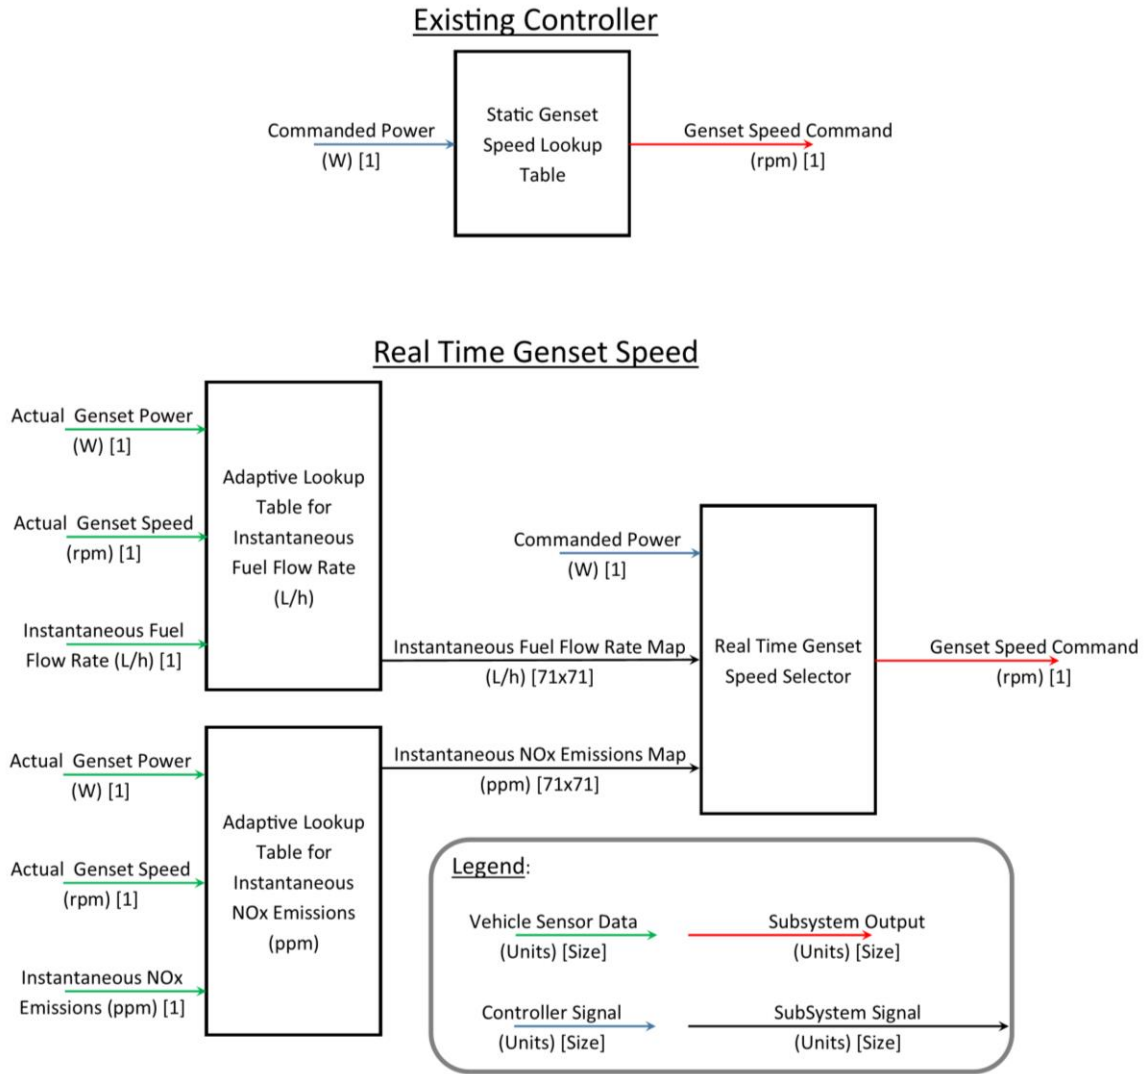 Existing Controller
Commanded Power
(W) [1]
Static Genset
Speed Lookup
Table
Genset Speed Command
(rpm) [1]
Real Time Genset Speed
Actual Genset Power
(W) [1]
Actual Genset Speed
(rpm) [1]
Instantaneous Fuel
Flow Rate (L/h) [1]
Adaptive Lookup
Table for
Instantaneous
Fuel Flow Rate
(L/h)
Actual Genset Power
(W) [1]
Actual Genset Speed
(rpm) [1]
Instantaneous NOx
Emissions (ppm) [1]
Adaptive Lookup
Table for
Instantaneous
NOx Emissions
(ppm)
Commanded Power
(W) [1]
Instantaneous Fuel Flow Rate Map
(L/h) [71x71]
Instantaneous NOx Emissions Map
(ppm) [71x71]
Real Time Genset
Speed Selector
Genset Speed Command
(rpm) [1]
Legend:
Vehicle Sensor Data
(Units) [Size]
Subsystem Output
(Units) [Size]
Controller Signal
(Units) [Size]
SubSystem Signal
(Units) [Size]